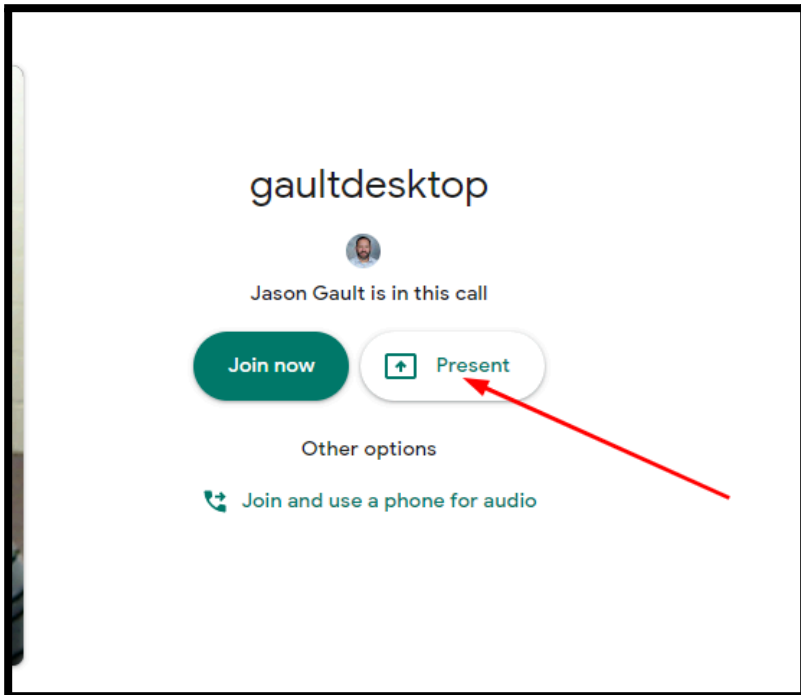 gaultdesktop
Jason Gault is in this call
Join now
Present
Other options
Join and use a phone for audio